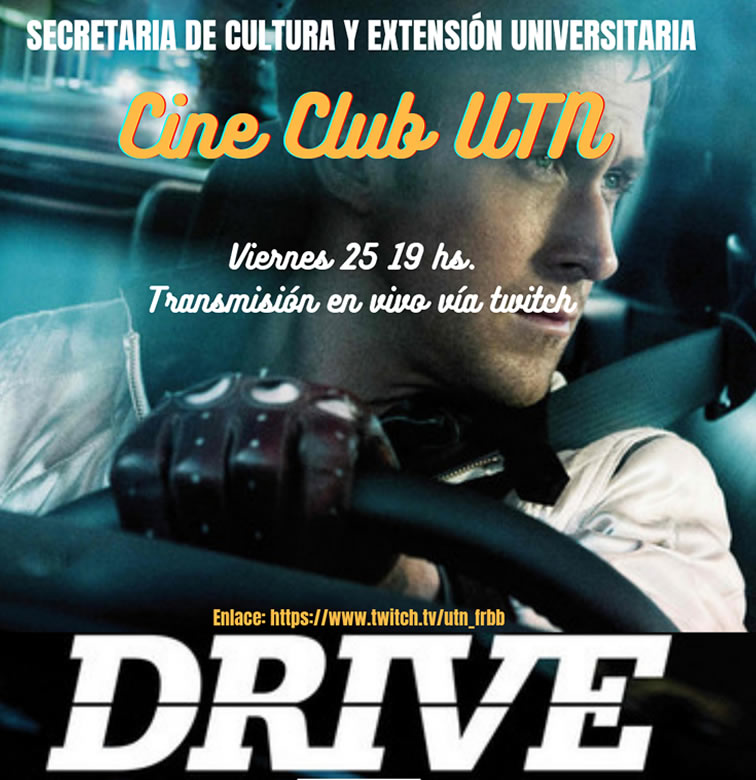 SECRETARIA DE CULTURA Y EXTENSIÓN UNIVERSITARIA
Cine Club UTN
Viernes 25 19 hs.
Transmisión en vivo vía twitch
Enlace: https://www.twitch.tv/utn_frbb
DRIVE